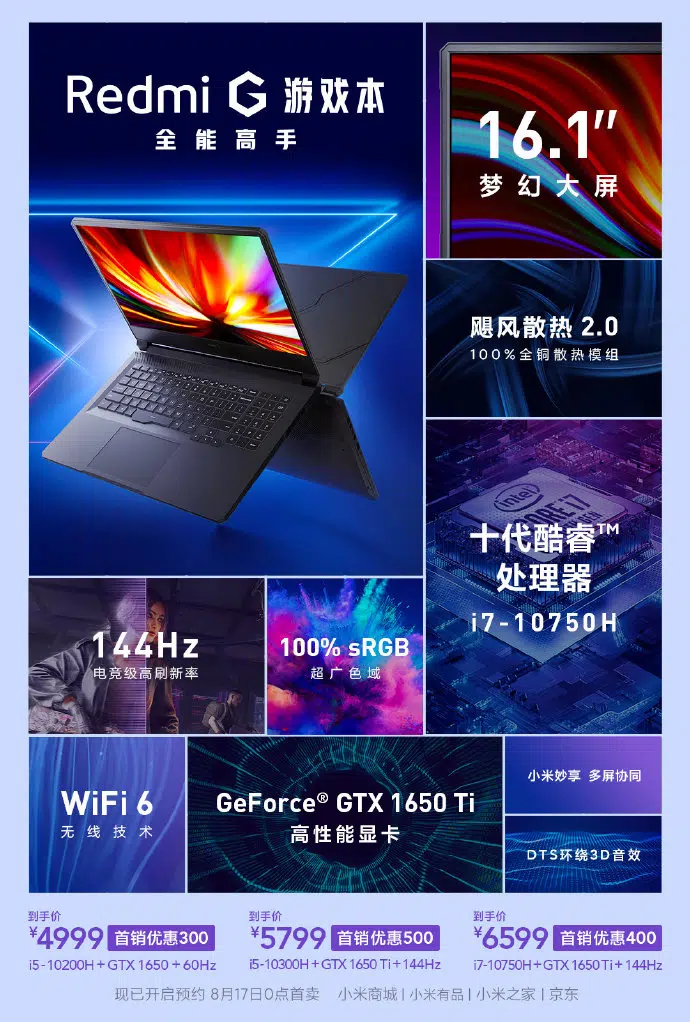 Redmi G 游戏本
全能高手
16.1″
梦幻大屏
飓风散热 2.0
100%全铜散热模组
intel
CORE i7
十代酷睿™
处理器
i7-10750H
144Hz
电竞级高刷新率
100% sRGB
超广色域
WiFi 6
无线技术
GeForce® GTX 1650 Ti
高性能显卡
小米妙享 多屏协同
DTS环绕3D音效
到手价
¥4999 首销优惠300
i5-10200H+GTX 1650+60Hz
到手价
¥5799 首销优惠500
i5-10300H+GTX 1650 Ti+144Hz
到手价
¥6599 首销优惠400
i7-10750H+GTX 1650 Ti+144Hz
现已开启预约 8月17日0点首卖 小米商城 | 小米有品 | 小米之家 | 京东